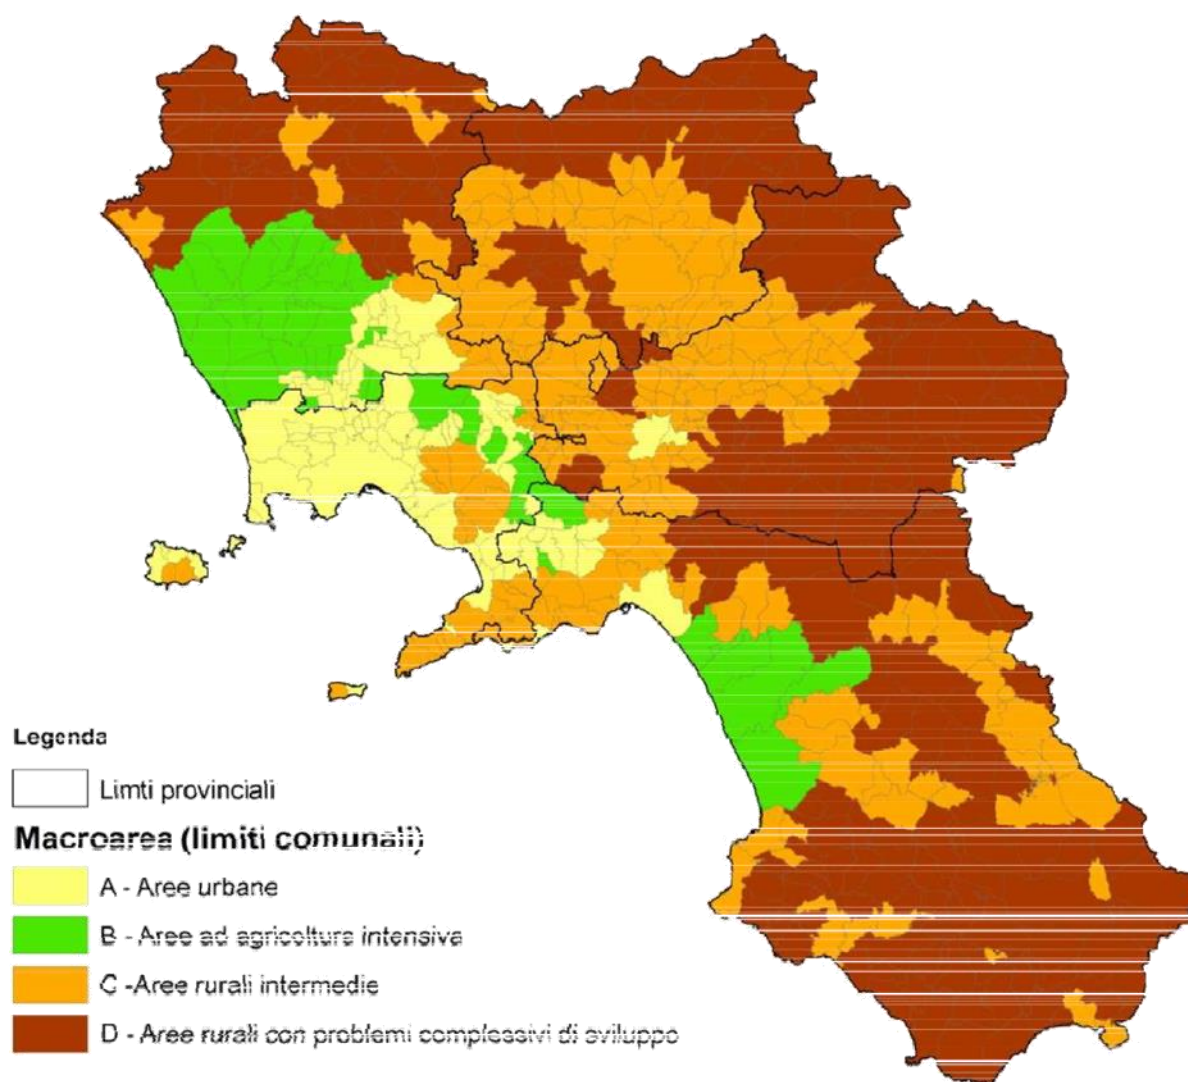 Legenda
Limti provinciali
Macroarea (limiti comunali)
A - Aree urbane
B - Aree ad agricoltura intensiva
C -Aree rurali intermedie
D - Aree rurali con problemi complessivi di sviluppo